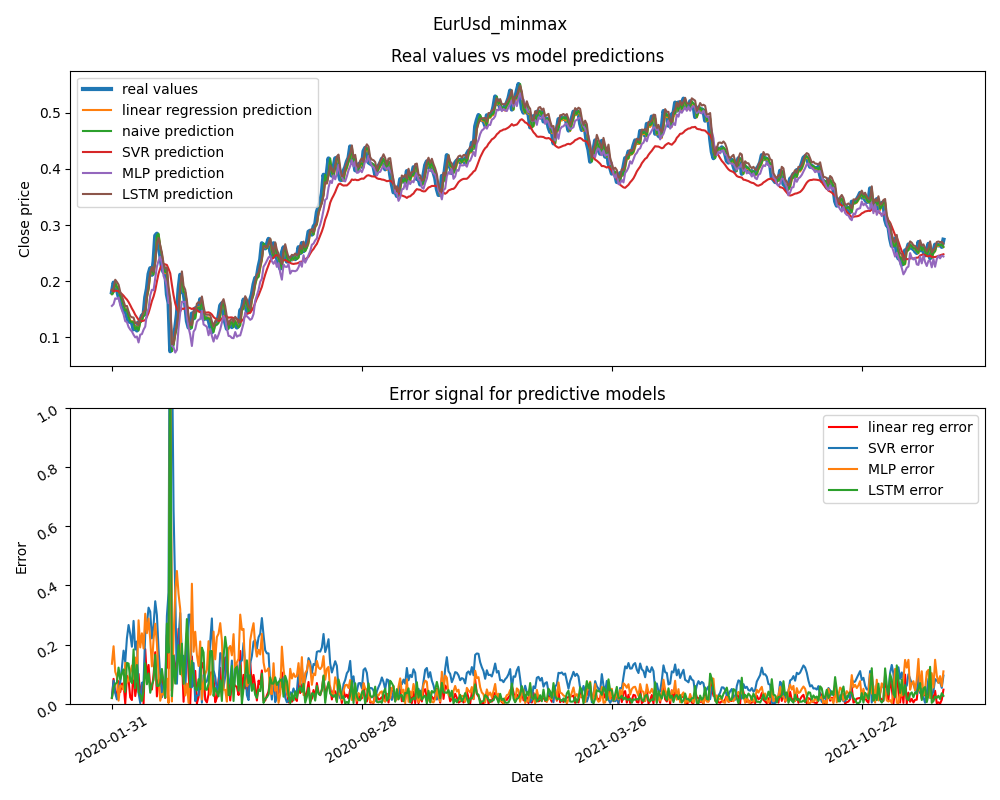 EurUsd_minmax
Real values vs model predictions
real values
linear regression prediction
naive prediction
SVR prediction
MLP prediction
LSTM prediction
0.5
0.4
0.3
0.2
0.1
Close price
Error signal for predictive models
linear reg error
SVR error
MLP error
LSTM error
1.0
0.8
0.6
0.4
0.2
0.0
Error
2020-01-31
2020-08-28
2021-03-26
2021-10-22
Date